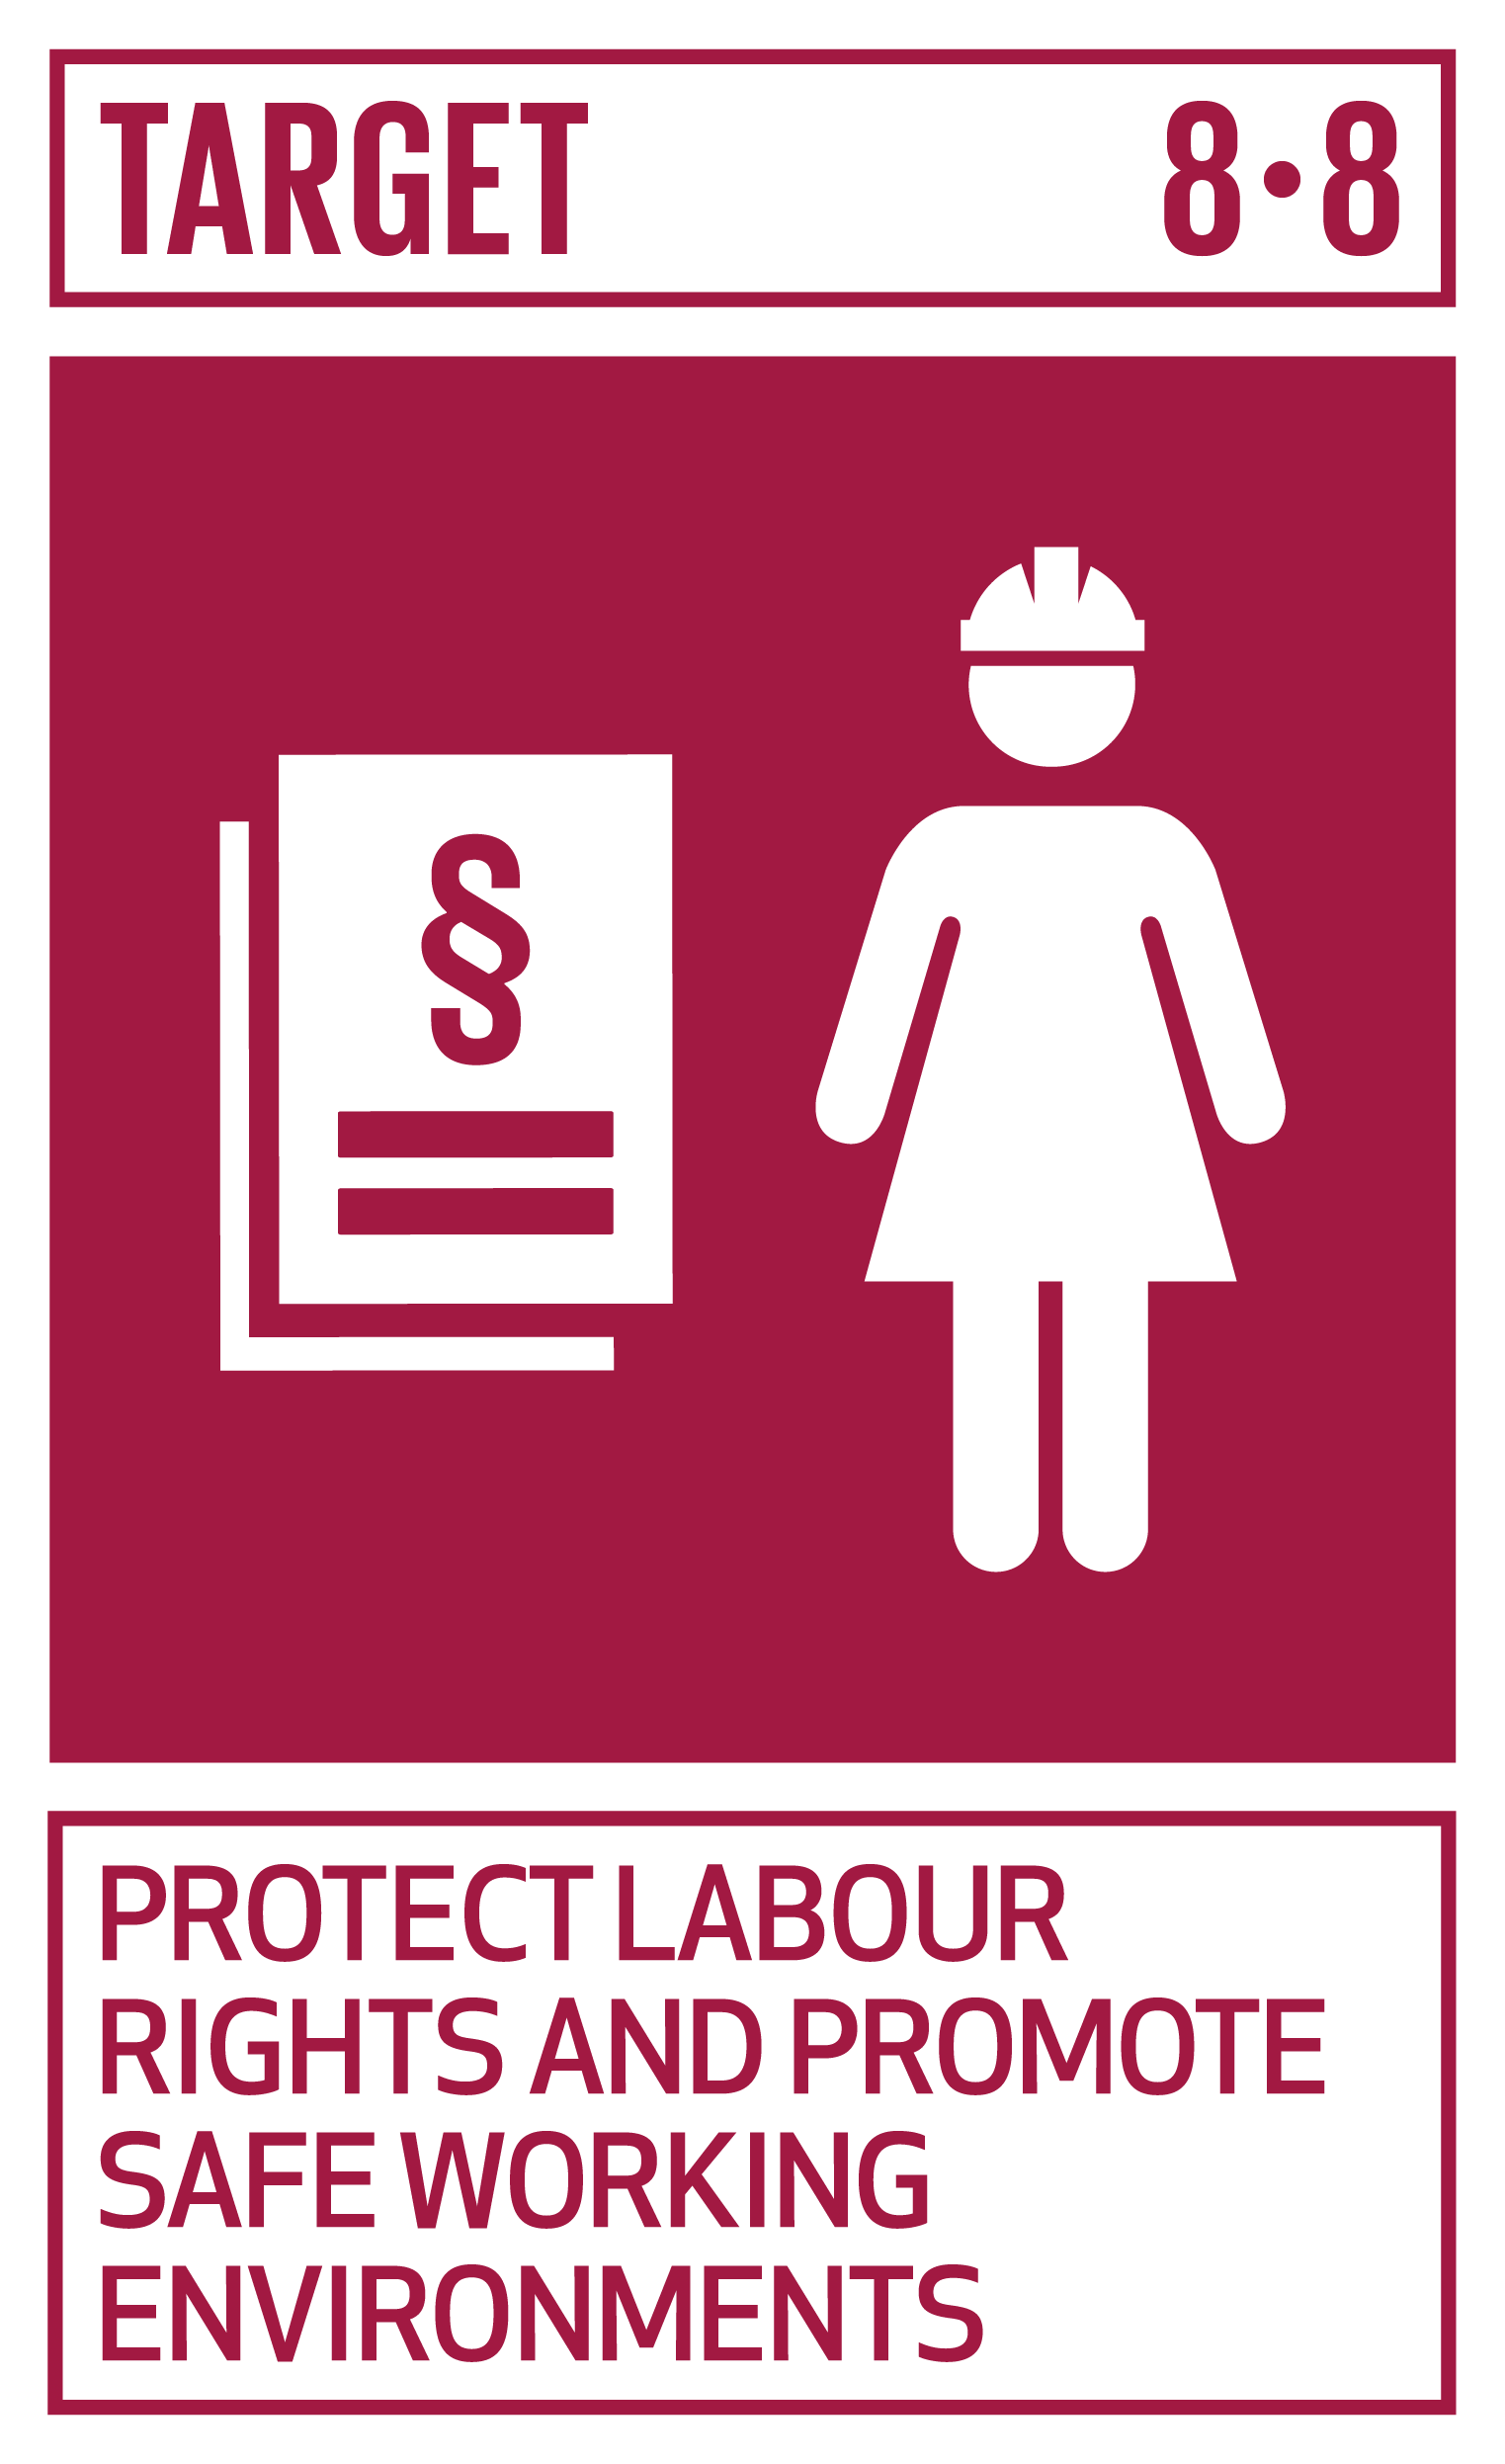 TARGET 8·8
§
PROTECT LABOUR
RIGHTS AND PROMOTE
SAFE WORKING
ENVIRONMENTS